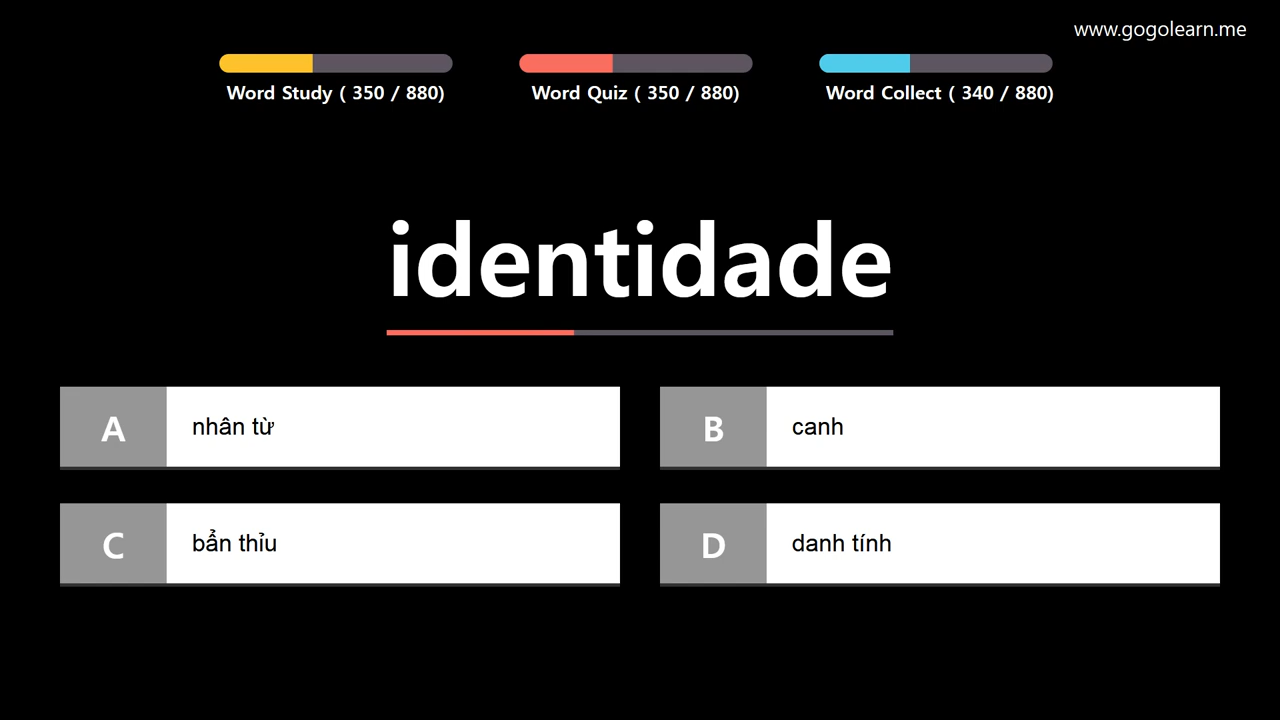 www.gogolearn.me
Word Study ( 350 / 880)
Word Quiz ( 350 / 880)
Word Collect ( 340 / 880)
identidade
A nhân từ
B canh
C bẩn thỉu
D danh tính